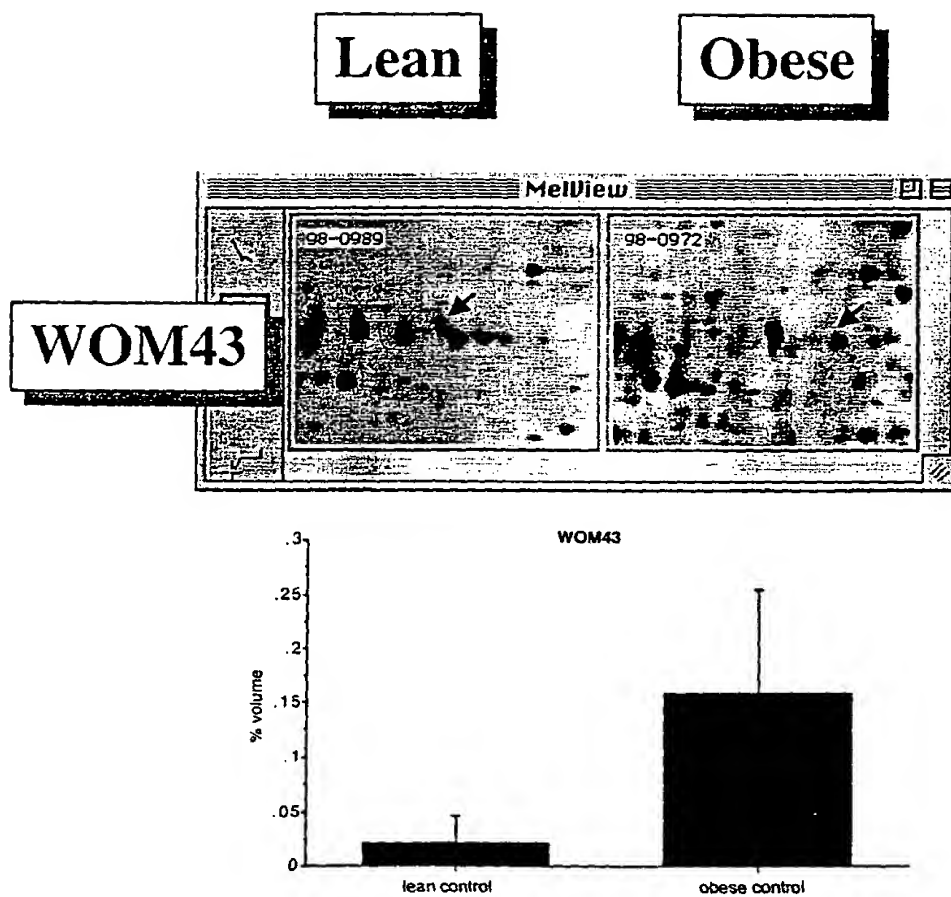 Lean
Obese
MelView
98-0989
98-0972
WOM43
WOM43
.3
.25
.2
.15
.1
.05
0
% volume
lean control
obese control